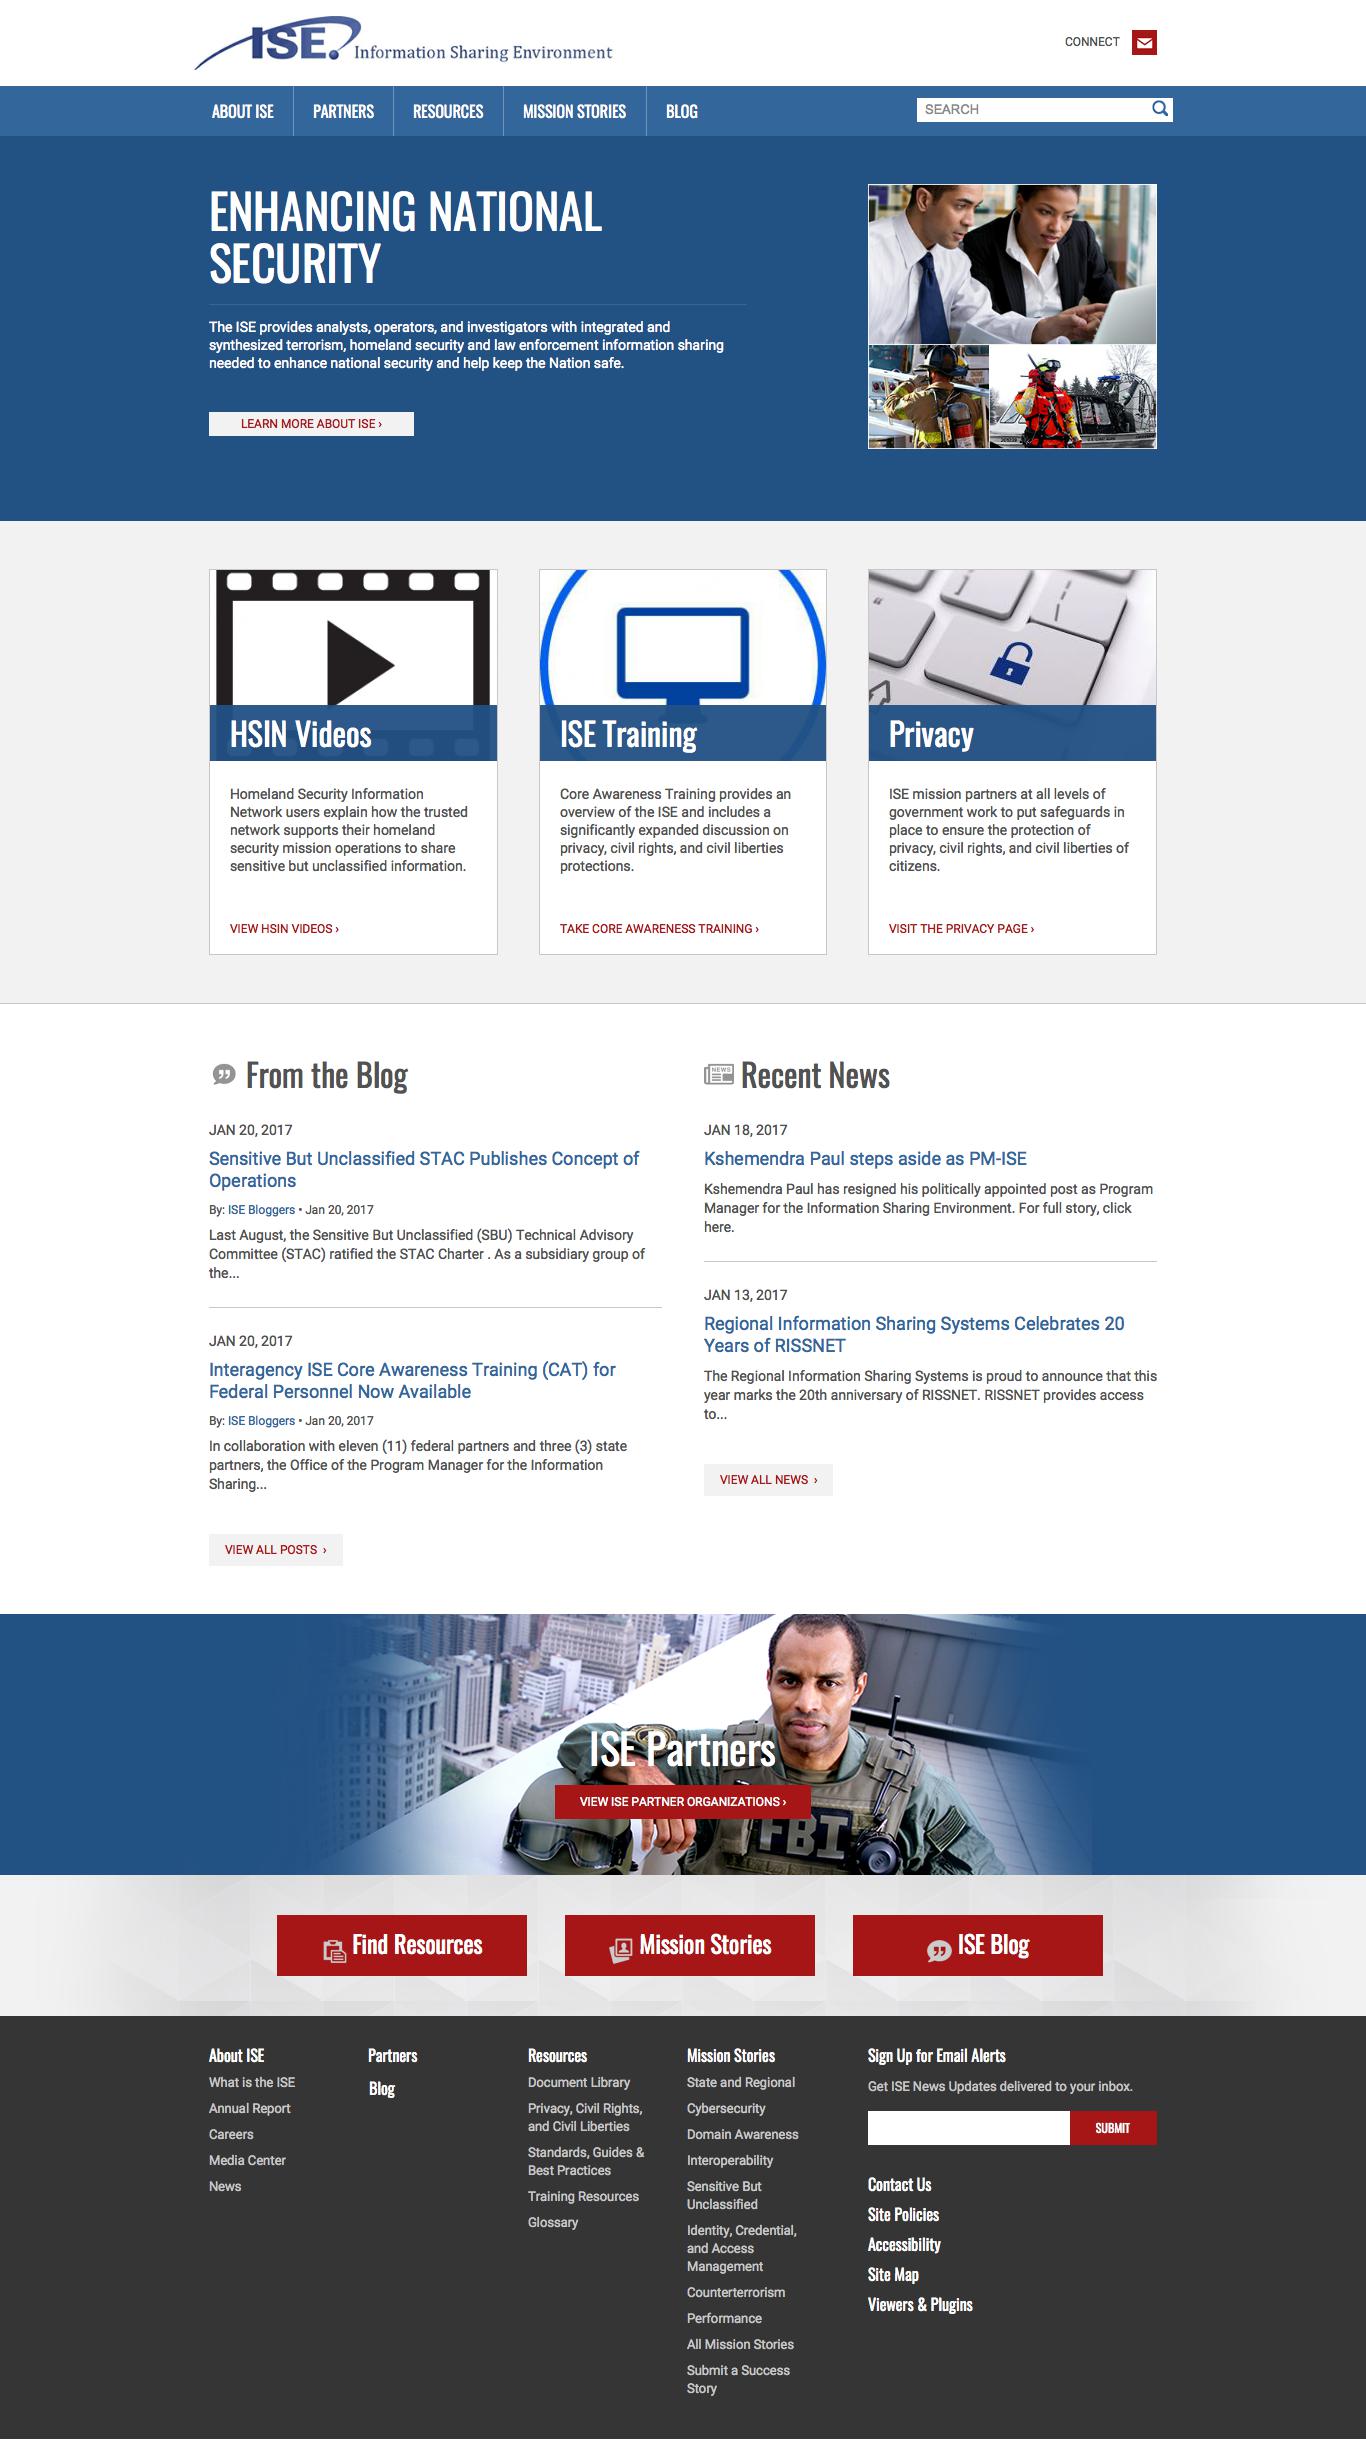 ISE
Information Sharing Environment
CONNECT
ABOUT ISE
PARTNERS
RESOURCES
MISSION STORIES
BLOG
SEARCH
ENHANCING NATIONAL
SECURITY
The ISE provides analysts, operators, and investigators with integrated and
synthesized terrorism, homeland security and law enforcement information sharing
needed to enhance national security and help keep the Nation safe.
LEARN MORE ABOUT ISE ›
HSIN Videos
Homeland Security Information
Network users explain how the trusted
network supports their homeland
security mission operations to share
sensitive but unclassified information.
VIEW HSIN VIDEOS ›
ISE Training
Core Awareness Training provides an
overview of the ISE and includes a
significantly expanded discussion on
privacy, civil rights, and civil liberties
protections.
TAKE CORE AWARENESS TRAINING ›
Privacy
ISE mission partners at all levels of
government work to put safeguards in
place to ensure the protection of
privacy, civil rights, and civil liberties of
citizens.
VISIT THE PRIVACY PAGE ›
From the Blog
JAN 20, 2017
Sensitive But Unclassified STAC Publishes Concept of
Operations
By: ISE Bloggers • Jan 20, 2017
Last August, the Sensitive But Unclassified (SBU) Technical Advisory
Committee (STAC) ratified the STAC Charter . As a subsidiary group of
the...
JAN 20, 2017
Interagency ISE Core Awareness Training (CAT) for
Federal Personnel Now Available
By: ISE Bloggers • Jan 20, 2017
In collaboration with eleven (11) federal partners and three (3) state
partners, the Office of the Program Manager for the Information
Sharing...
VIEW ALL POSTS ›
NEWS
Recent News
JAN 18, 2017
Kshemendra Paul steps aside as PM-ISE
Kshemendra Paul has resigned his politically appointed post as Program
Manager for the Information Sharing Environment. For full story, click
here.
JAN 13, 2017
Regional Information Sharing Systems Celebrates 20
Years of RISSNET
The Regional Information Sharing Systems is proud to announce that this
year marks the 20th anniversary of RISSNET. RISSNET provides access
to...
VIEW ALL NEWS ›
ISE Partners
VIEW ISE PARTNER ORGANIZATIONS ›
FBI
Find Resources
Mission Stories
ISE Blog
About ISE
What is the ISE
Annual Report
Careers
Media Center
News
Partners
Blog
Resources
Document Library
Privacy, Civil Rights,
and Civil Liberties
Standards, Guides &
Best Practices
Training Resources
Glossary
Mission Stories
State and Regional
Cybersecurity
Domain Awareness
Interoperability
Sensitive But
Unclassified
Identity, Credential,
and Access
Management
Counterterrorism
Performance
All Mission Stories
Submit a Success
Story
Sign Up for Email Alerts
Get ISE News Updates delivered to your inbox.
SUBMIT
Contact Us
Site Policies
Accessibility
Site Map
Viewers & Plugins